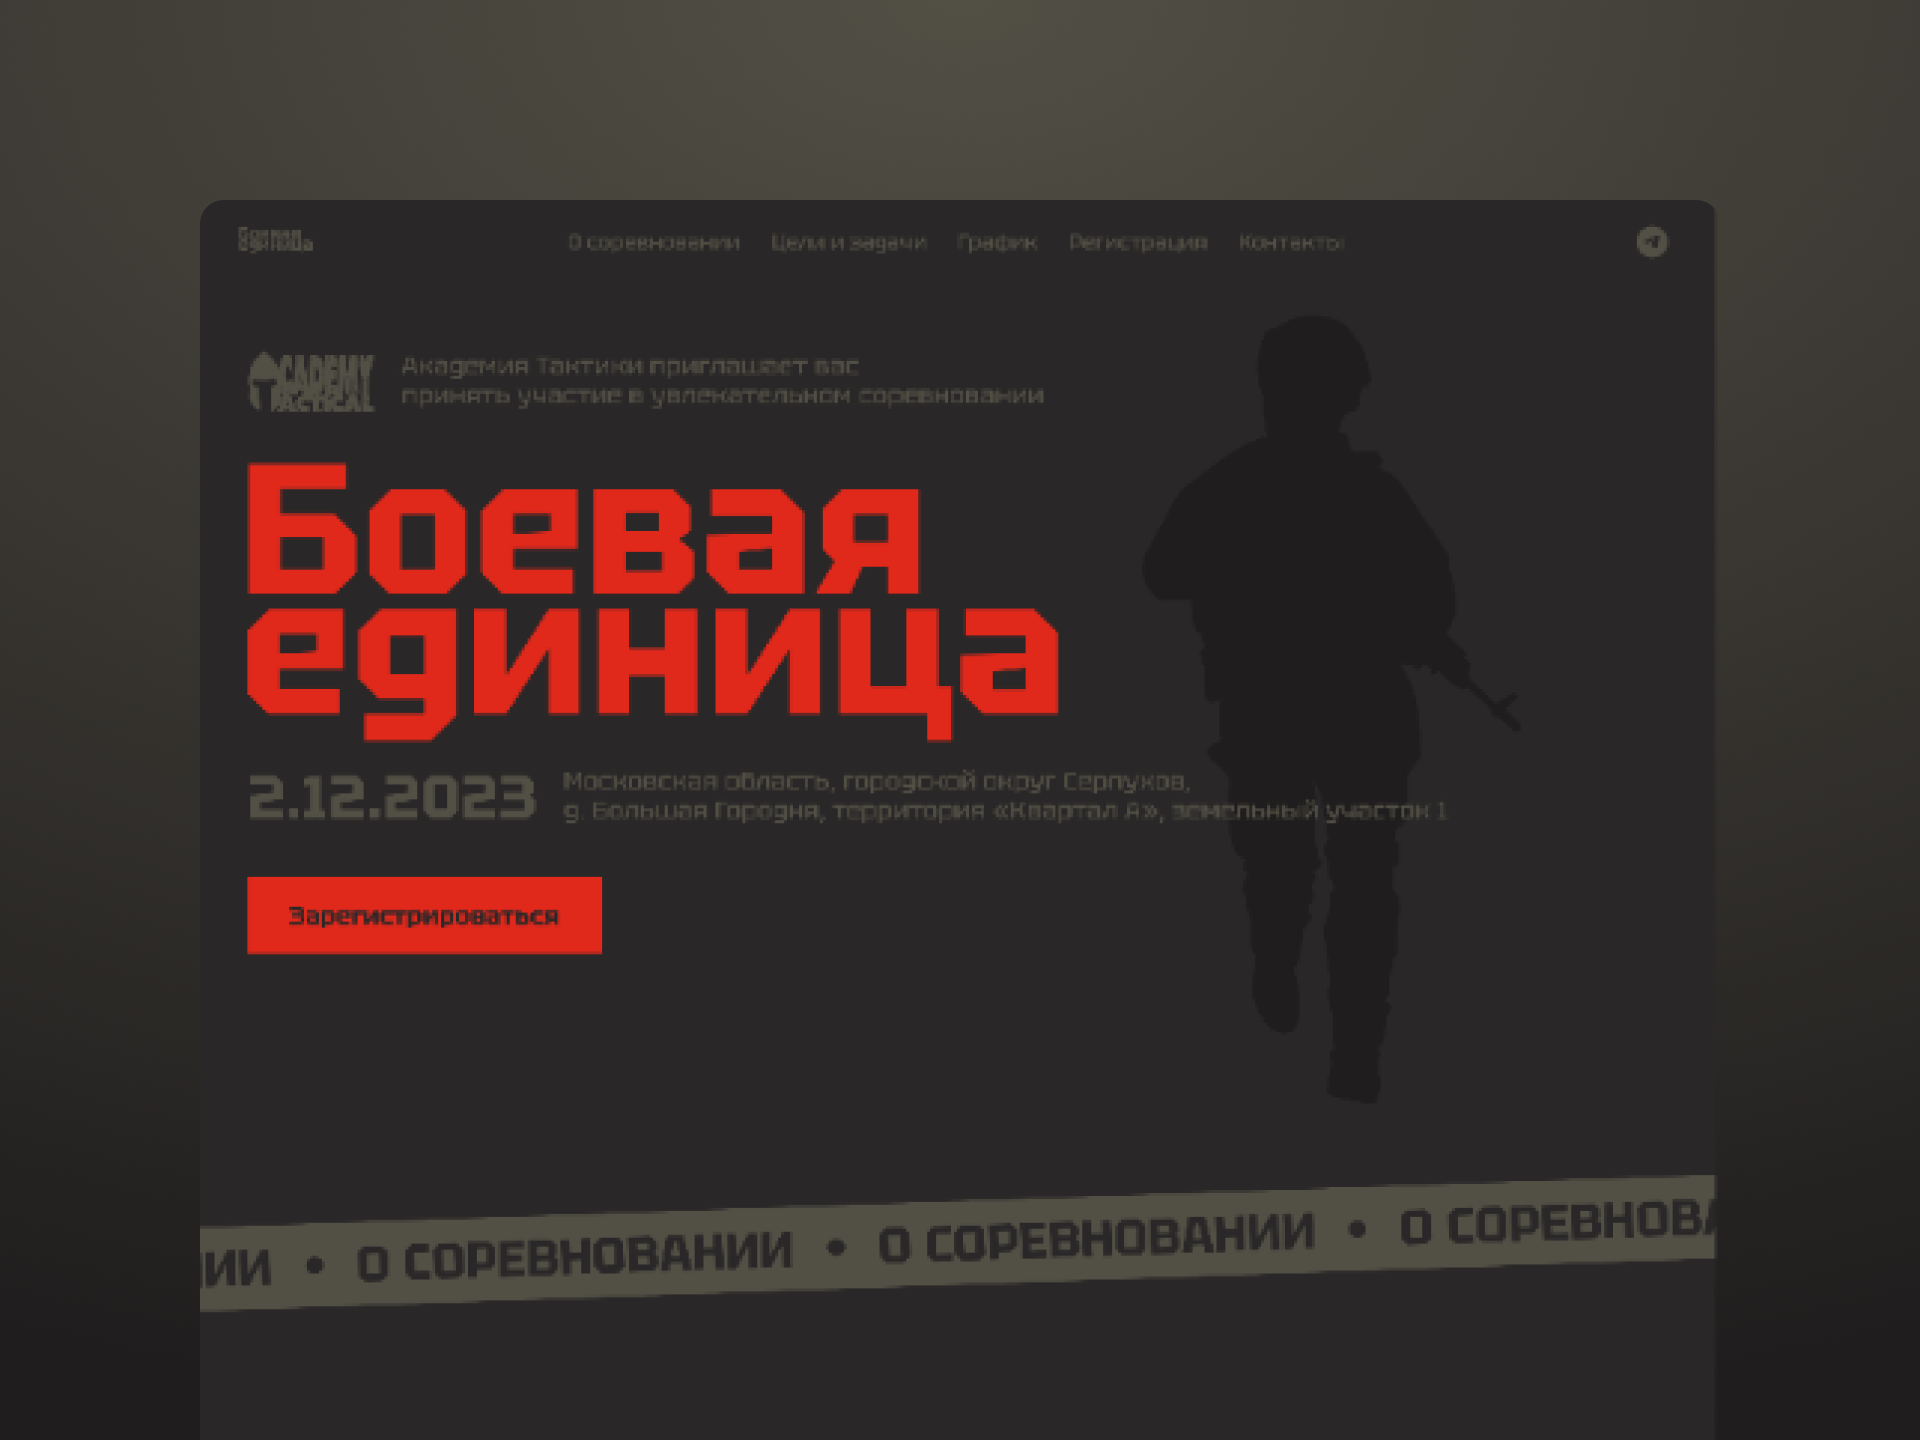 Боевая
единица
О соревновании Цели и задачи График Регистрация Контакты
ACADEMY
TACTICAL
Академия Тактики приглашает вас
принять участие в увлекательном соревновании
Боевая
единица
2.12.2023
Московская область, городской округ Серпухов,
д. Большая Городня, территория «Квартал А», земельный участок 1
Зарегистрироваться
ИИ • О СОРЕВНОВАНИИ • О СОРЕВНОВАНИИ • О СОРЕВНОВА